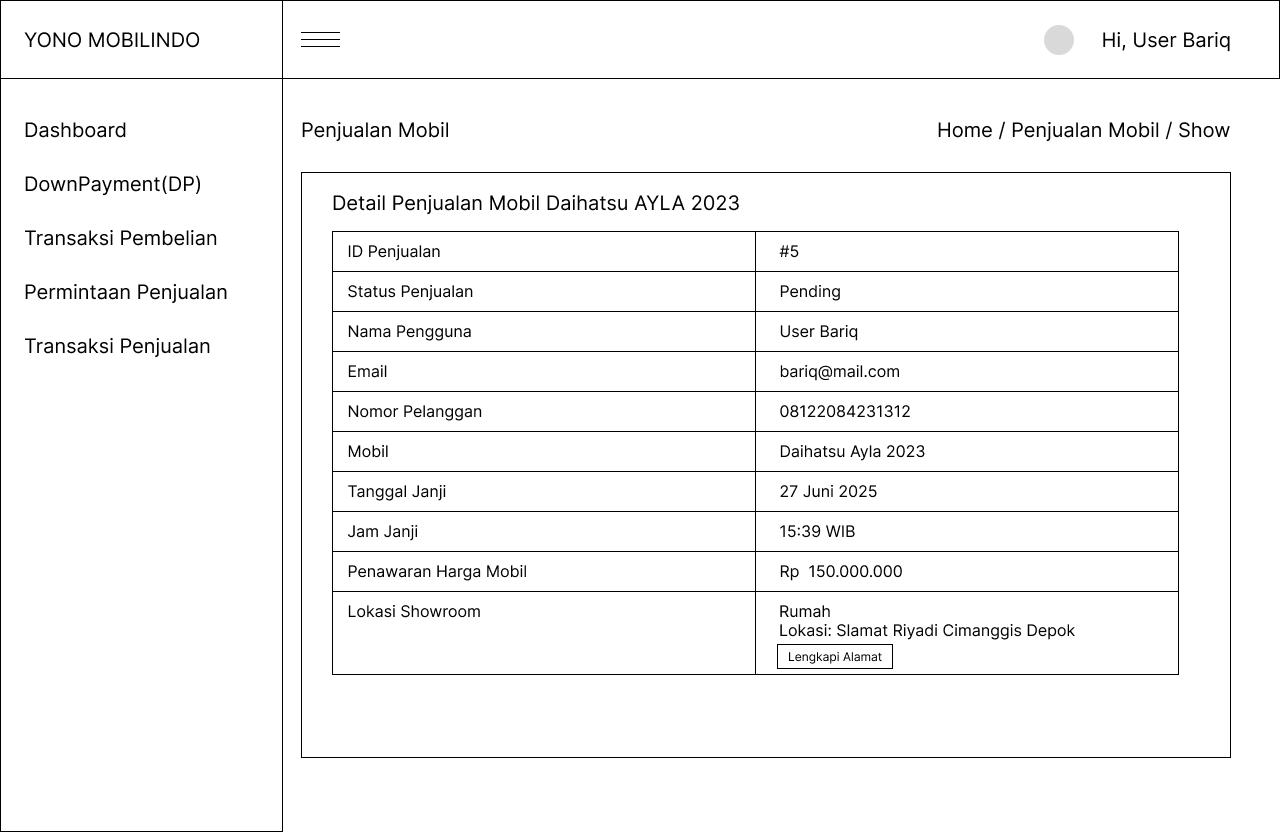 YONO MOBILINDO
Hi, User Bariq
Dashboard
DownPayment(DP)
Transaksi Pembelian
Permintaan Penjualan
Transaksi Penjualan
Penjualan Mobil
Home / Penjualan Mobil / Show
Detail Penjualan Mobil Daihatsu AYLA 2023
ID Penjualan #5
Status Penjualan Pending
Nama Pengguna User Bariq
Email bariq@mail.com
Nomor Pelanggan 08122084231312
Mobil Daihatsu Ayla 2023
Tanggal Janji 27 Juni 2025
Jam Janji 15:39 WIB
Penawaran Harga Mobil Rp  150.000.000
Lokasi Showroom Rumah
Lokasi: Slamat Riyadi Cimanggis Depok
Lengkapi Alamat